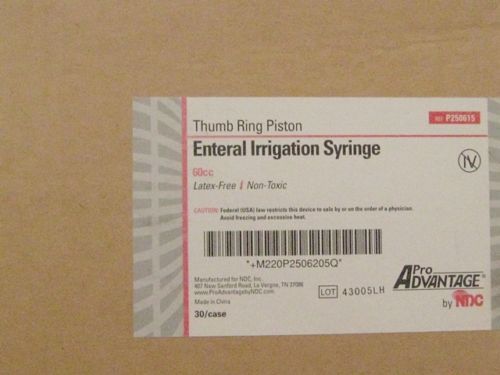 REF P250615
Thumb Ring Piston
Enteral Irrigation Syringe
IV
60cc
Latex-Free / Non-Toxic
CAUTION: Federal (USA) law restricts this device to sale by or on the order of a physician.
Avoid freezing and excessive heat.
*+M220P2506205Q*
Manufactured for NDC, Inc.
407 New Sanford Road, La Vergne, TN 37086
www.ProAdvantagebyNDC.com
Made in China
30/case
LOT 43005LH
Pro
ADVANTAGE®
by NDC